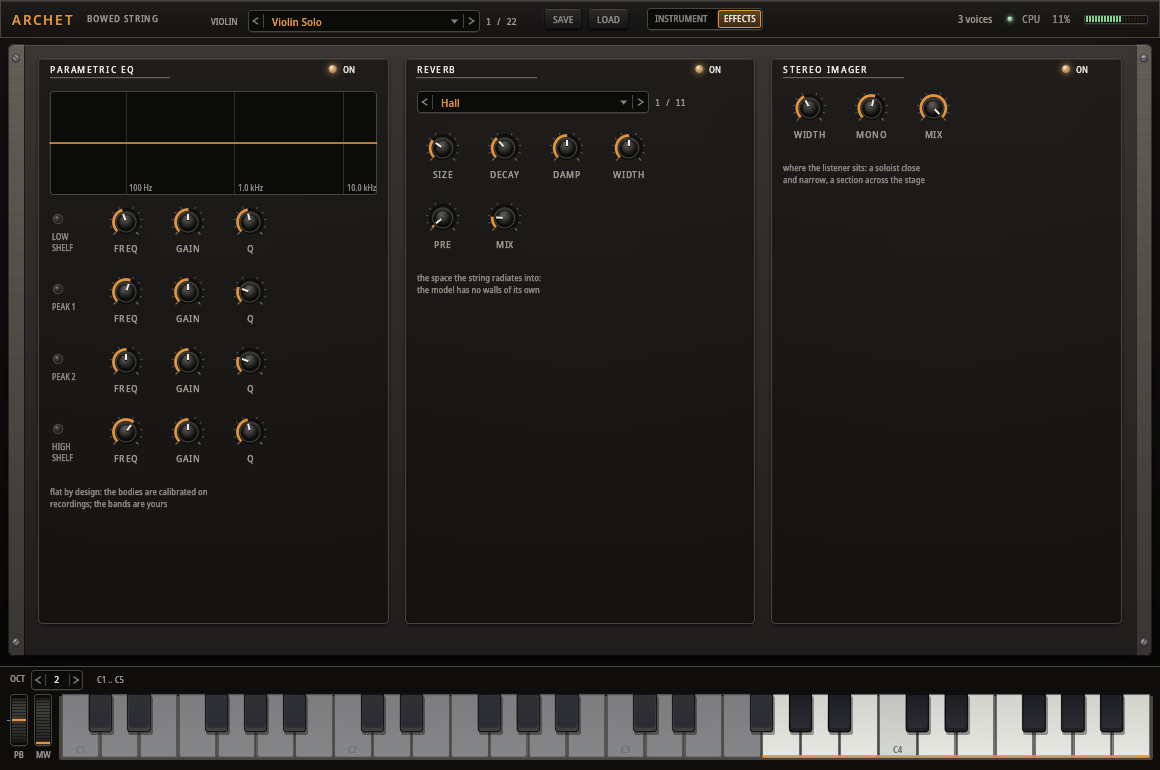 ARCHET BOWED STRING VIOLIN < Violin Solo > 1 / 22 SAVE LOAD INSTRUMENT EFFECTS 3 voices CPU 11%
PARAMETRIC EQ ON
100 Hz 1.0 kHz 10.0 kHz
LOW SHELF FREQ GAIN Q
PEAK 1 FREQ GAIN Q
PEAK 2 FREQ GAIN Q
HIGH SHELF FREQ GAIN Q
flat by design: the bodies are calibrated on
recordings; the bands are yours
REVERB ON
< Hall > 1 / 11
SIZE DECAY DAMP WIDTH
PRE MIX
the space the string radiates into:
the model has no walls of its own
STEREO IMAGER ON
WIDTH MONO MIX
where the listener sits: a soloist close
and narrow, a section across the stage
OCT < 2 > C1 .. C5
PB MW C1 C2 C3 C4